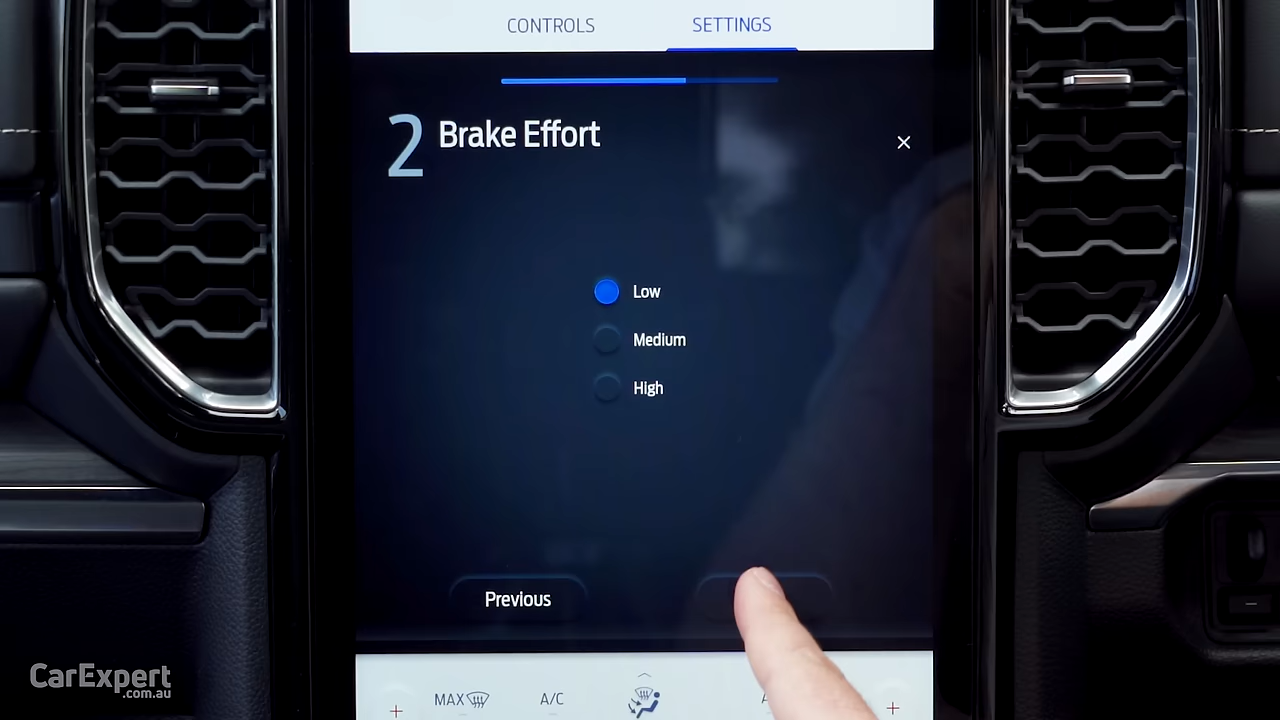 CONTROLS SETTINGS
2 Brake Effort
Low
Medium
High
Previous
MAX A/C
CarExpert
.com.au